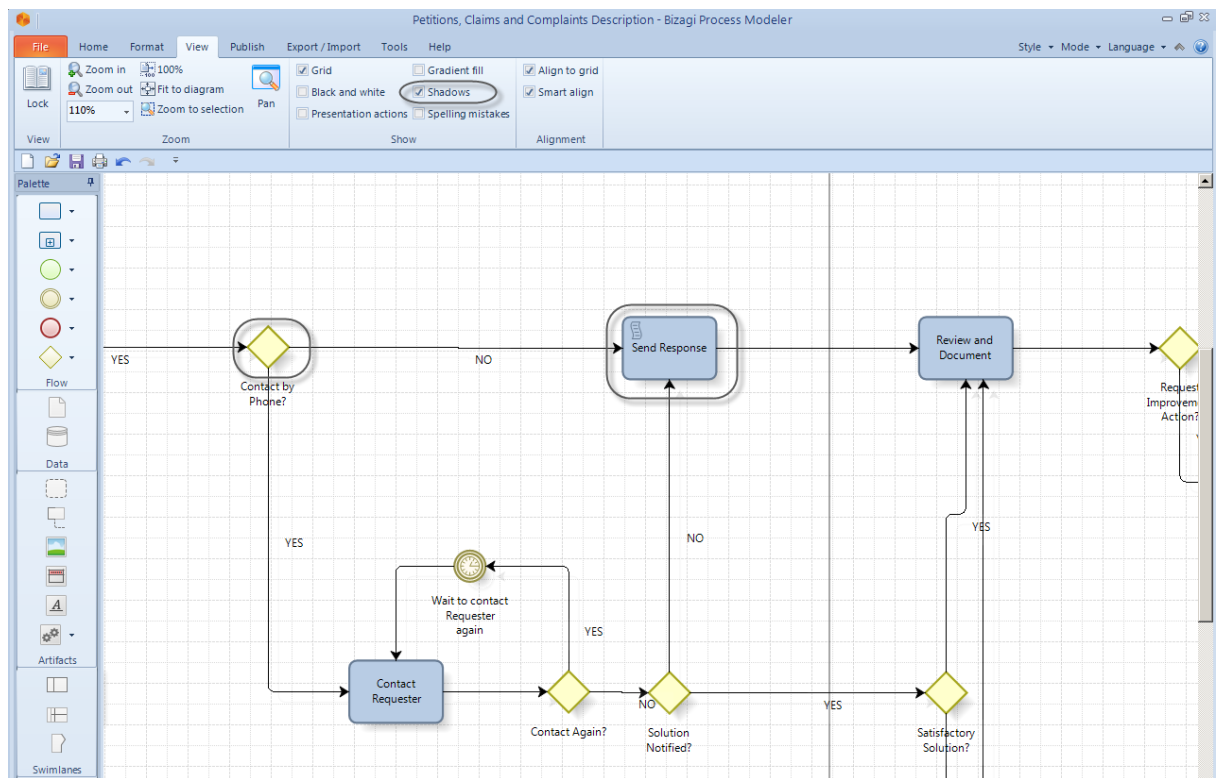 Petitions, Claims and Complaints Description - Bizagi Process Modeler
File Home Format View Publish Export / Import Tools Help Style Mode Language
Lock
Zoom in
Zoom out
110%
100%
Fit to diagram
Zoom to selection
Pan
Grid
Black and white
Presentation actions
Gradient fill
Shadows
Spelling mistakes
Align to grid
Smart align
View Zoom Show Alignment
Palette
Flow
Data
Artifacts
Swimlanes
YES
Contact by
Phone?
NO
Send Response
Review and
Document
Request
Improvem
Action?
YES
NO
YES
Wait to contact
Requester
again
YES
Contact
Requester
Contact Again?
NO
Solution
Notified?
YES
Satisfactory
Solution?